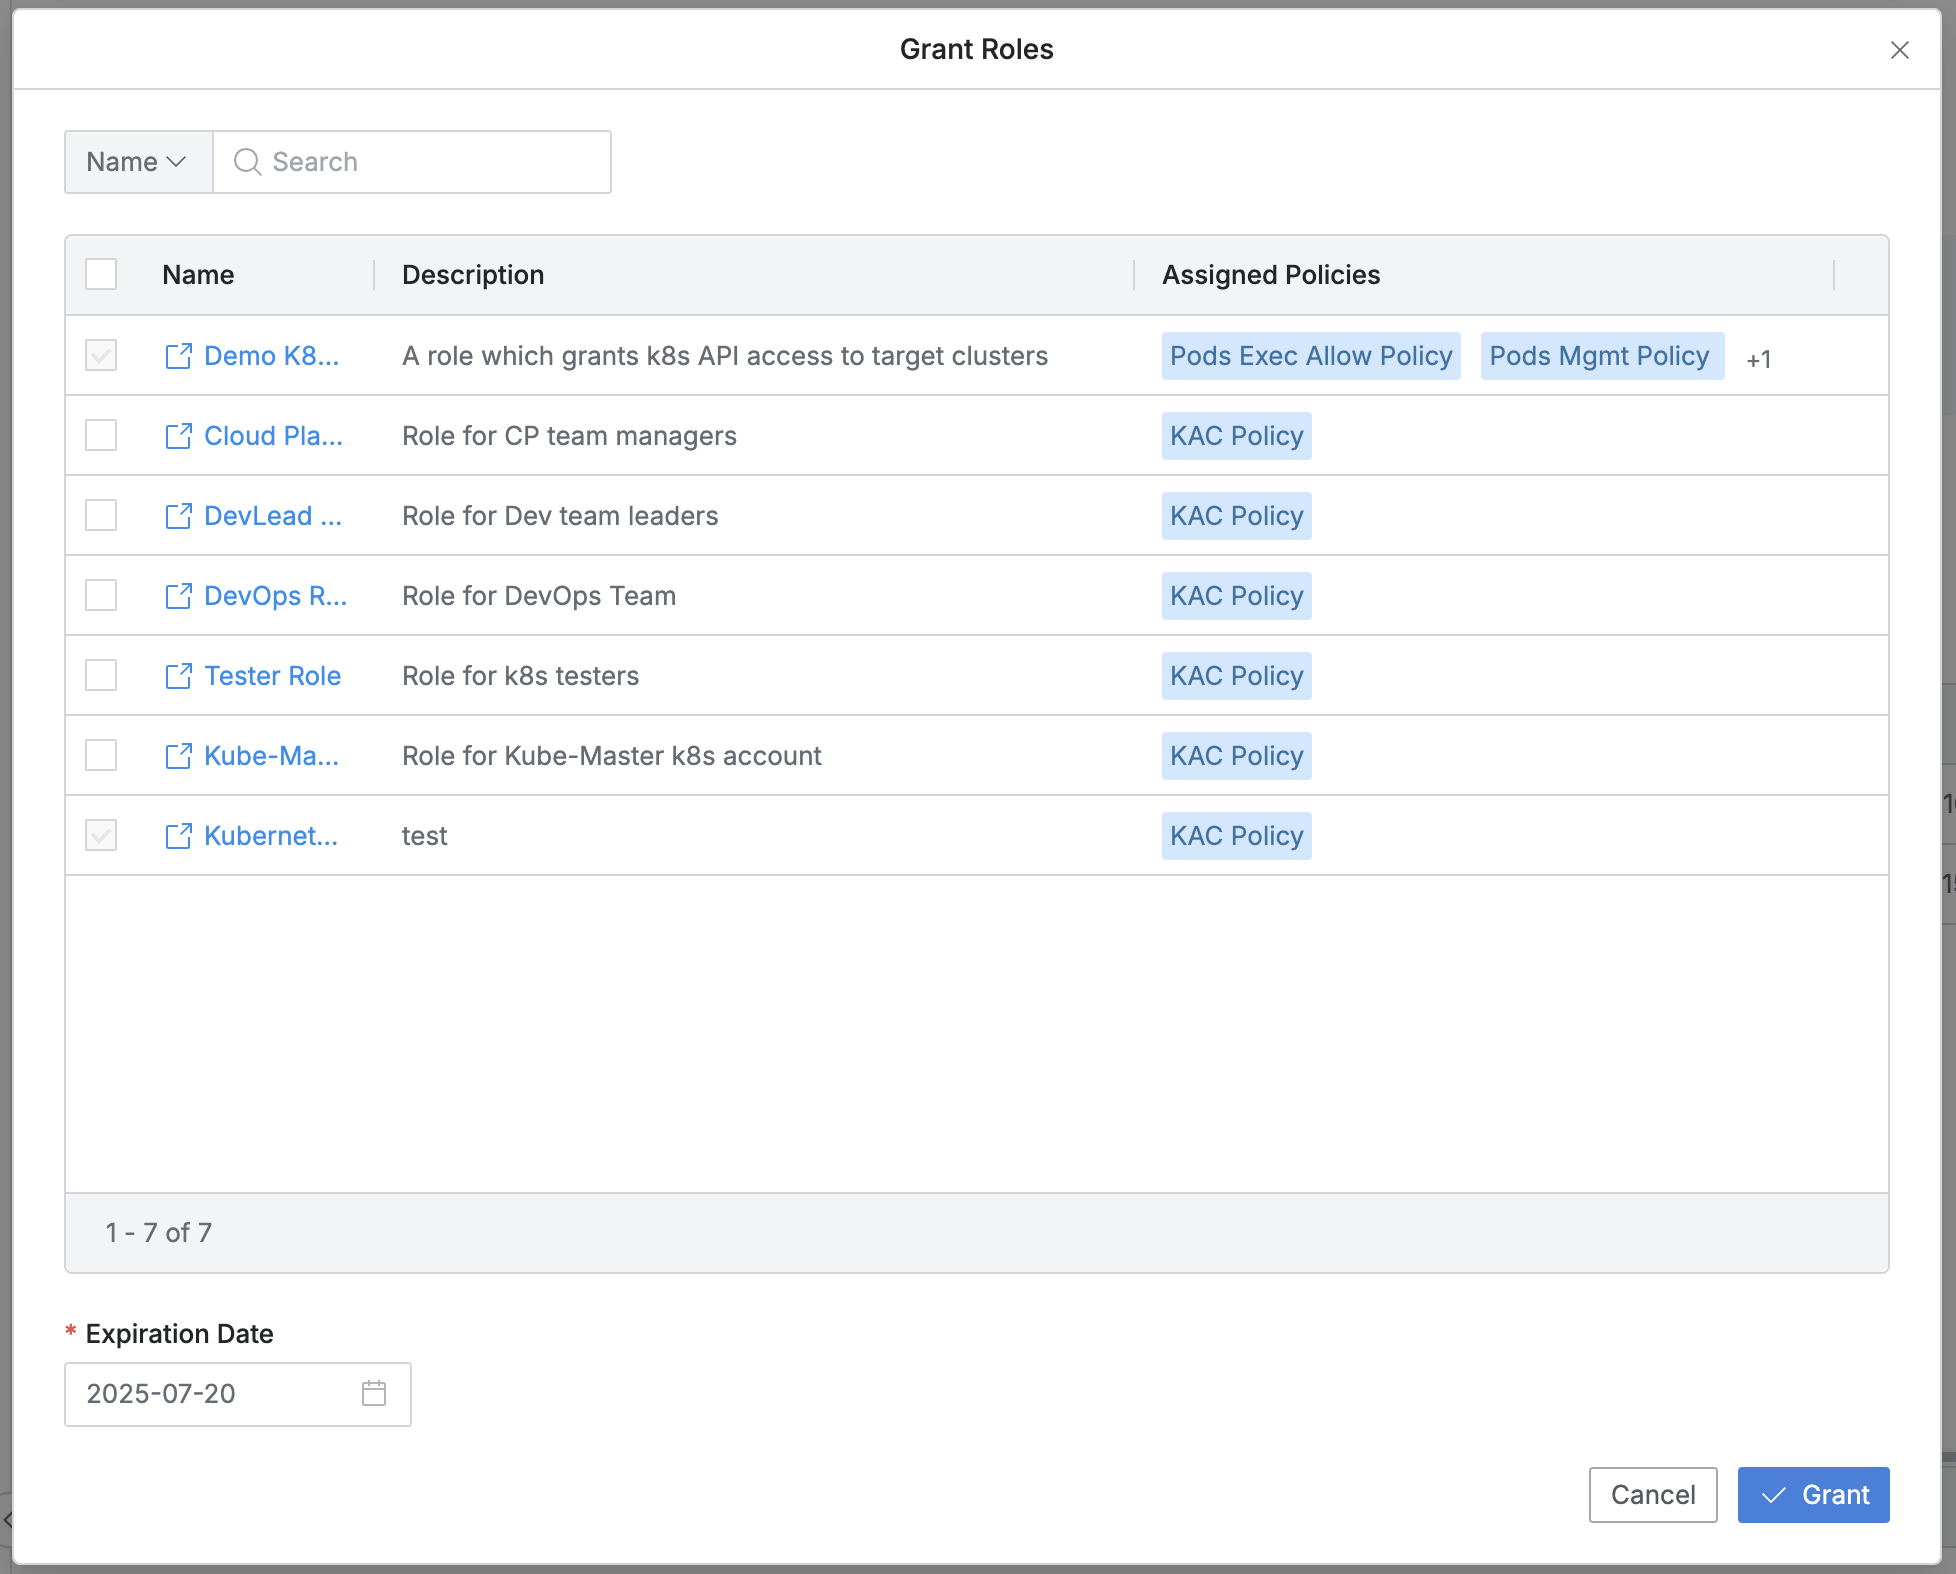 Grant Roles
Name Search
Name Description Assigned Policies
Demo K8... A role which grants k8s API access to target clusters Pods Exec Allow Policy Pods Mgmt Policy +1
Cloud Pla... Role for CP team managers KAC Policy
DevLead ... Role for Dev team leaders KAC Policy
DevOps R... Role for DevOps Team KAC Policy
Tester Role Role for k8s testers KAC Policy
Kube-Ma... Role for Kube-Master k8s account KAC Policy
Kubernet... test KAC Policy
1 - 7 of 7
* Expiration Date
2025-07-20
Cancel Grant